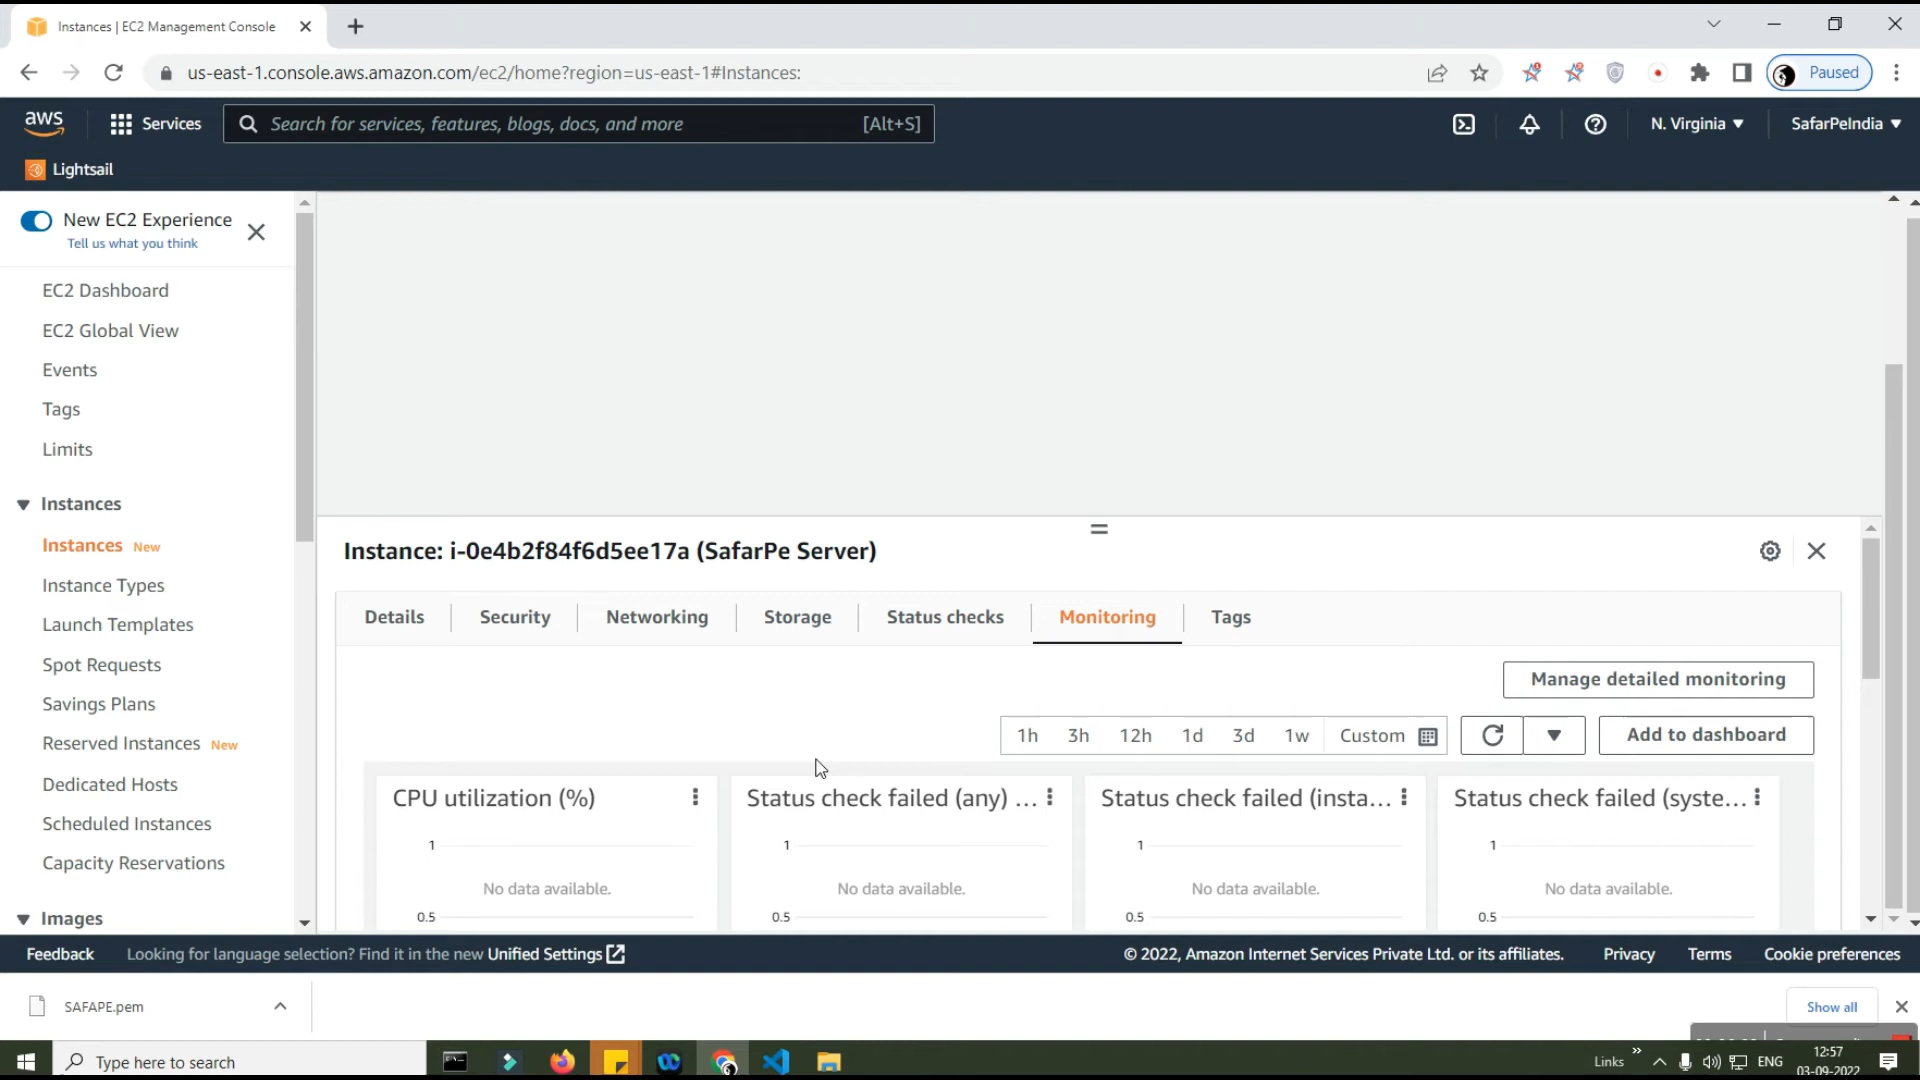 Instances | EC2 Management Console
us-east-1.console.aws.amazon.com/ec2/home?region=us-east-1#Instances:
Paused
aws
Services
Search for services, features, blogs, docs, and more
[Alt+S]
N. Virginia
SafarPeIndia
Lightsail
New EC2 Experience
Tell us what you think
EC2 Dashboard
EC2 Global View
Events
Tags
Limits
Instances
Instances New
Instance Types
Launch Templates
Spot Requests
Savings Plans
Reserved Instances New
Dedicated Hosts
Scheduled Instances
Capacity Reservations
Images
Instance: i-0e4b2f84f6d5ee17a (SafarPe Server)
Details
Security
Networking
Storage
Status checks
Monitoring
Tags
Manage detailed monitoring
1h
3h
12h
1d
3d
1w
Custom
Add to dashboard
CPU utilization (%)
1
No data available.
0.5
Status check failed (any) ...
1
No data available.
0.5
Status check failed (insta...
1
No data available.
0.5
Status check failed (syste...
1
No data available.
0.5
Feedback
Looking for language selection? Find it in the new Unified Settings
© 2022, Amazon Internet Services Private Ltd. or its affiliates.
Privacy
Terms
Cookie preferences
SAFAPE.pem
Show all
Type here to search
Links
ENG
12:57
03-09-2022